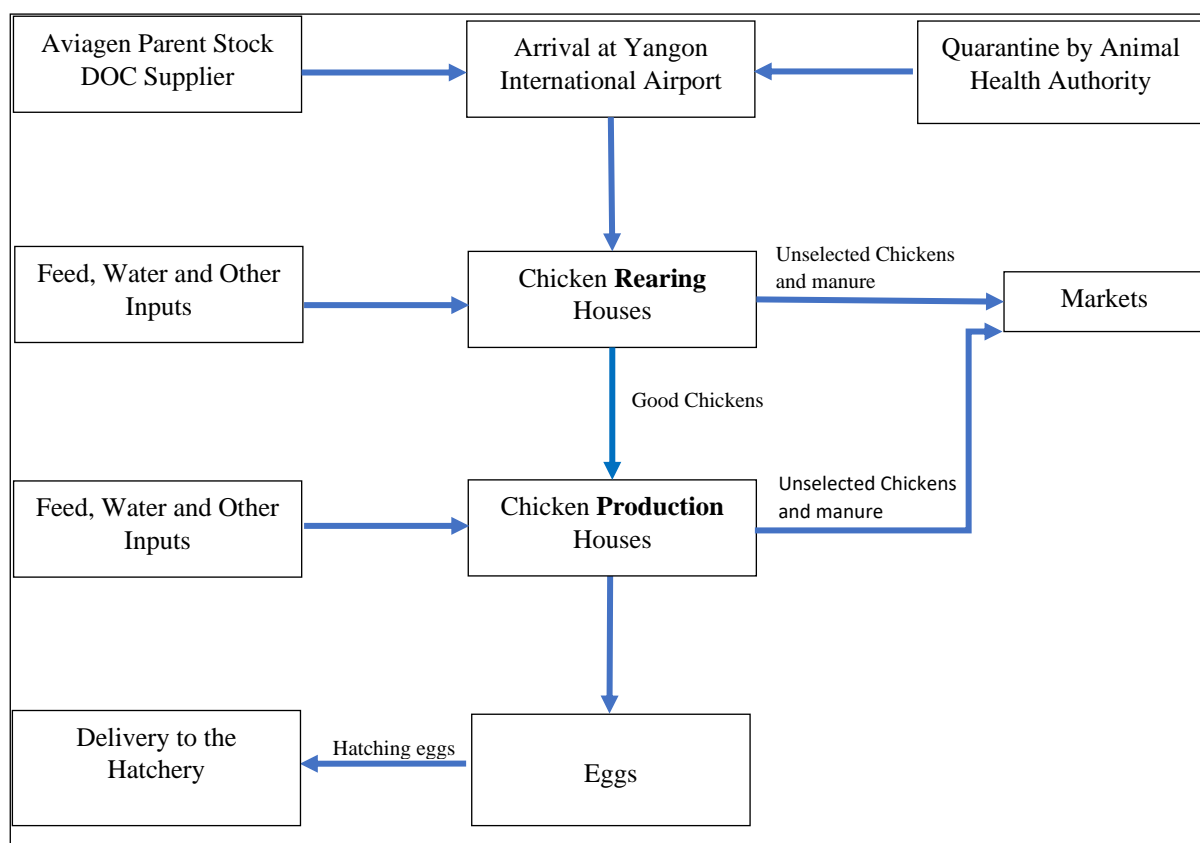 Aviagen Parent Stock
DOC Supplier
Arrival at Yangon
International Airport
Quarantine by Animal
Health Authority
Feed, Water and Other
Inputs
Chicken Rearing
Houses
Unselected Chickens
and manure
Markets
Good Chickens
Feed, Water and Other
Inputs
Chicken Production
Houses
Unselected Chickens
and manure
Delivery to the
Hatchery
Hatching eggs
Eggs